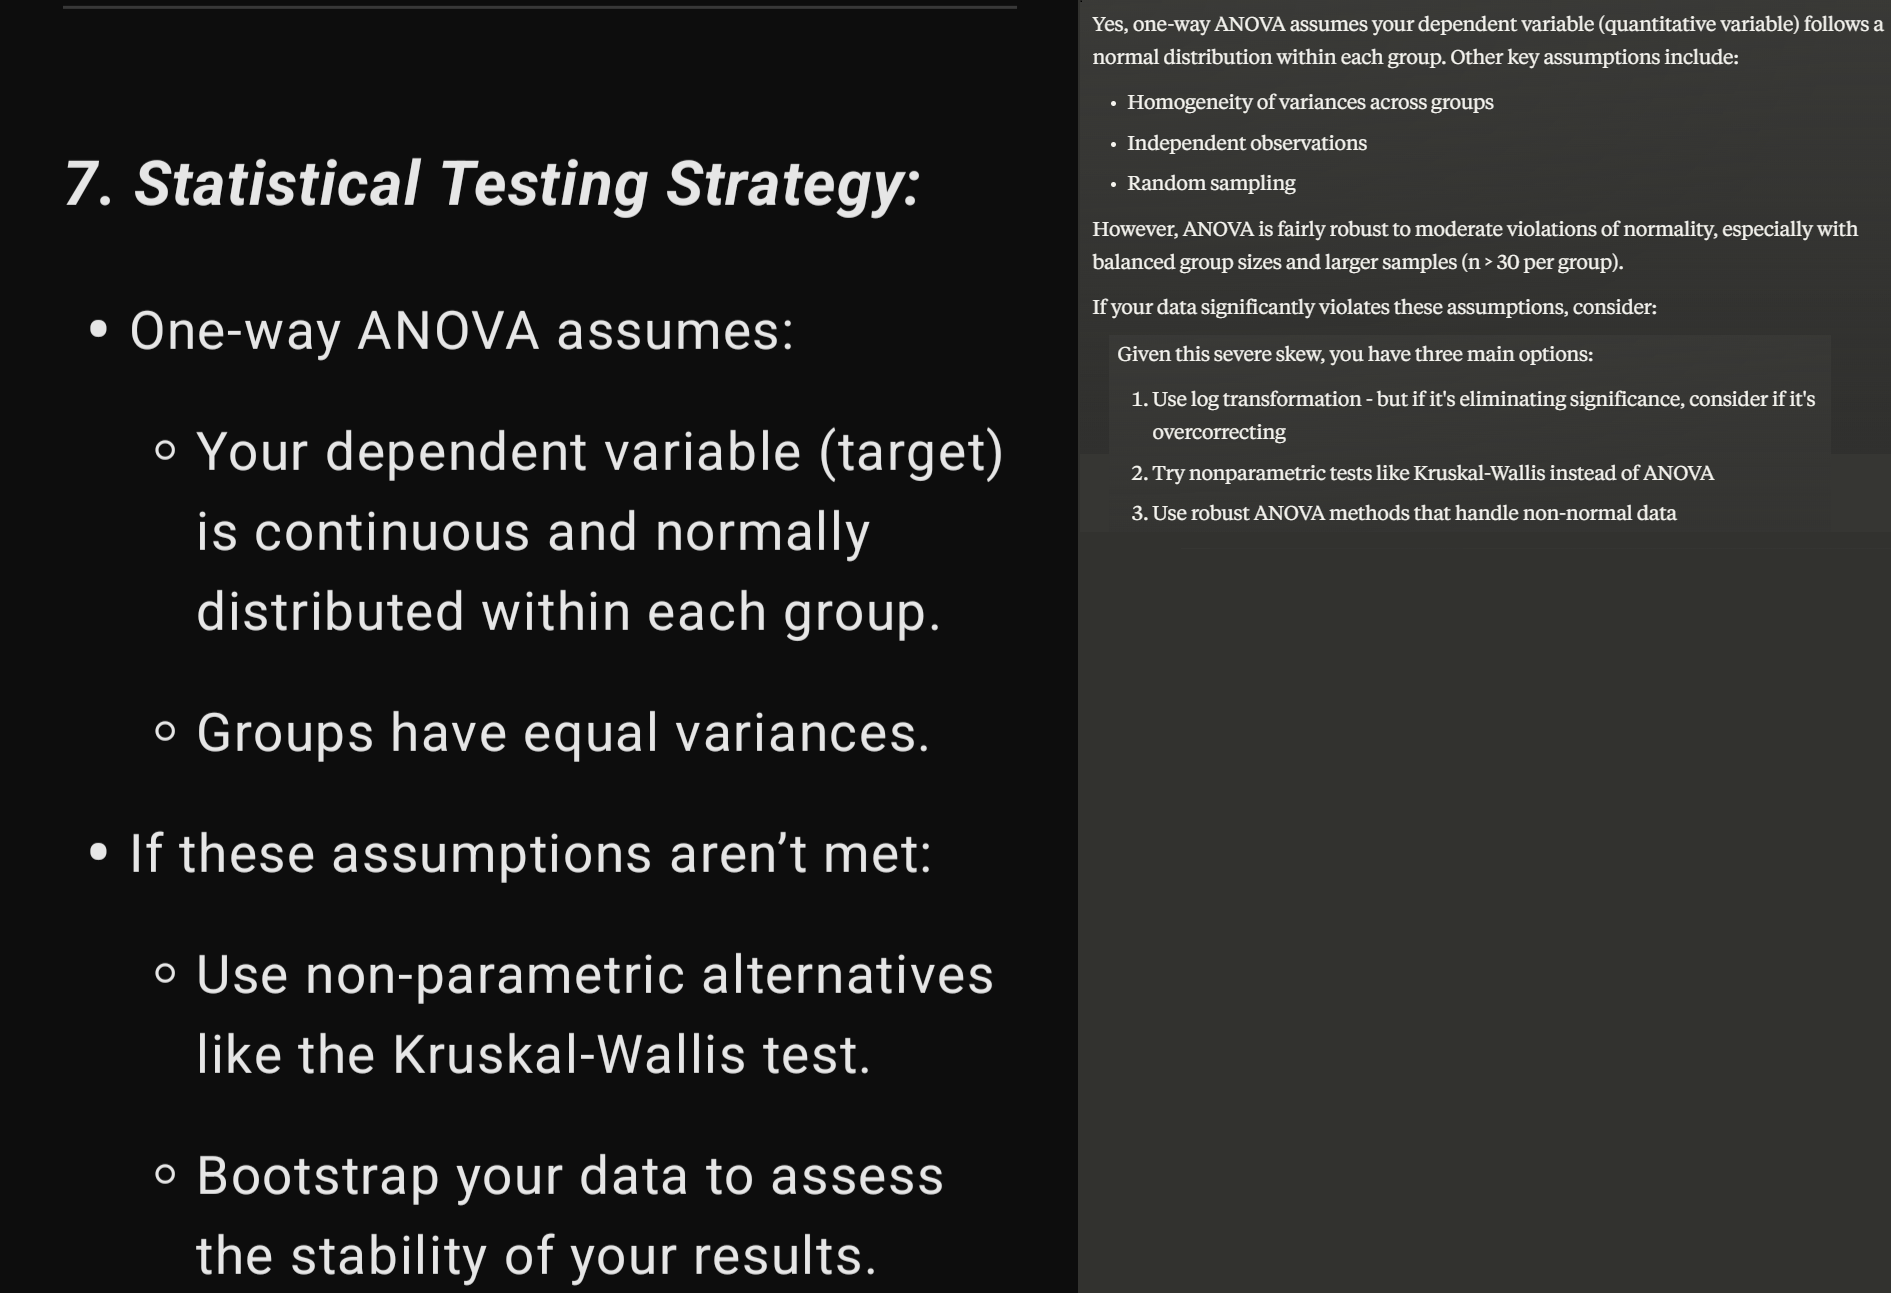 7. Statistical Testing Strategy:
• One-way ANOVA assumes:
◦ Your dependent variable (target)
is continuous and normally
distributed within each group.
◦ Groups have equal variances.
• If these assumptions aren’t met:
◦ Use non-parametric alternatives
like the Kruskal-Wallis test.
◦ Bootstrap your data to assess
the stability of your results.
Yes, one-way ANOVA assumes your dependent variable (quantitative variable) follows a
normal distribution within each group. Other key assumptions include:
• Homogeneity of variances across groups
• Independent observations
• Random sampling
However, ANOVA is fairly robust to moderate violations of normality, especially with
balanced group sizes and larger samples (n > 30 per group).
If your data significantly violates these assumptions, consider:
Given this severe skew, you have three main options:
1. Use log transformation - but if it's eliminating significance, consider if it's
overcorrecting
2. Try nonparametric tests like Kruskal-Wallis instead of ANOVA
3. Use robust ANOVA methods that handle non-normal data